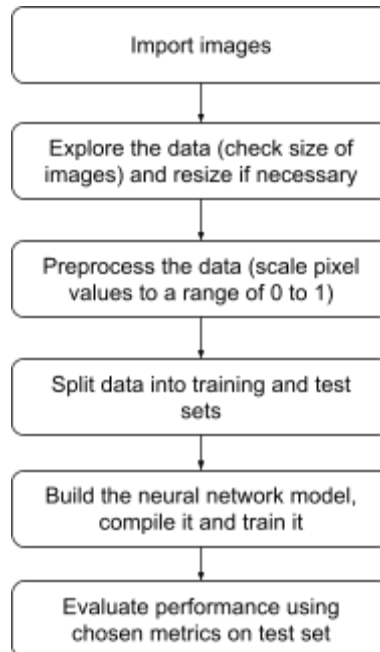 Import images
Explore the data (check size of
images) and resize if necessary
Preprocess the data (scale pixel
values to a range of 0 to 1)
Split data into training and test
sets
Build the neural network model,
compile it and train it
Evaluate performance using
chosen metrics on test set